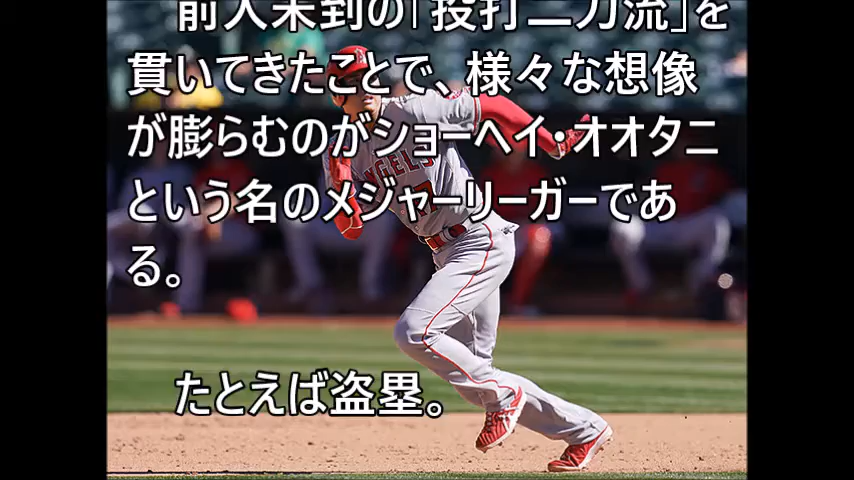 前人未到の「投打二刀流」を
貫いてきたことで、様々な想像
が膨らむのがショーヘイ・オオタニ
という名のメジャーリーガーであ
る。
たとえば盗塁。
ANGELS
17